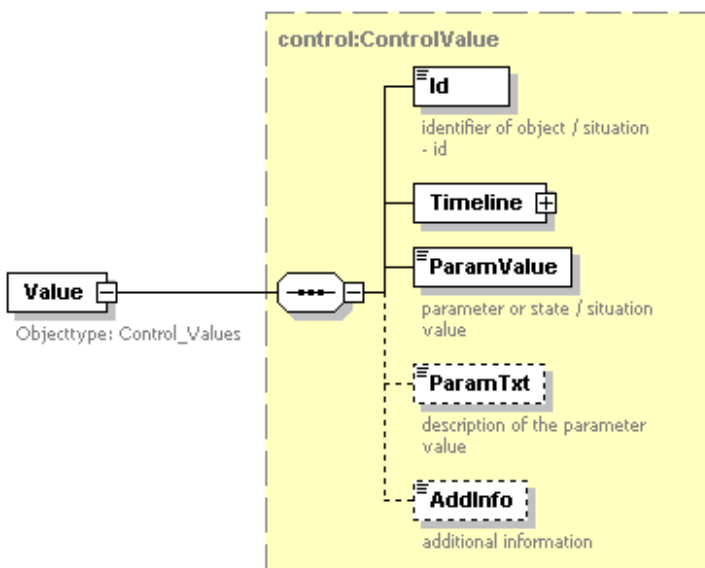 control:ControlValue
Id
identifier of object / situation
- id
Timeline
ParamValue
parameter or state / situation
value
Value
Objecttype: Control_Values
ParamTxt
description of the parameter
value
AddInfo
additional information